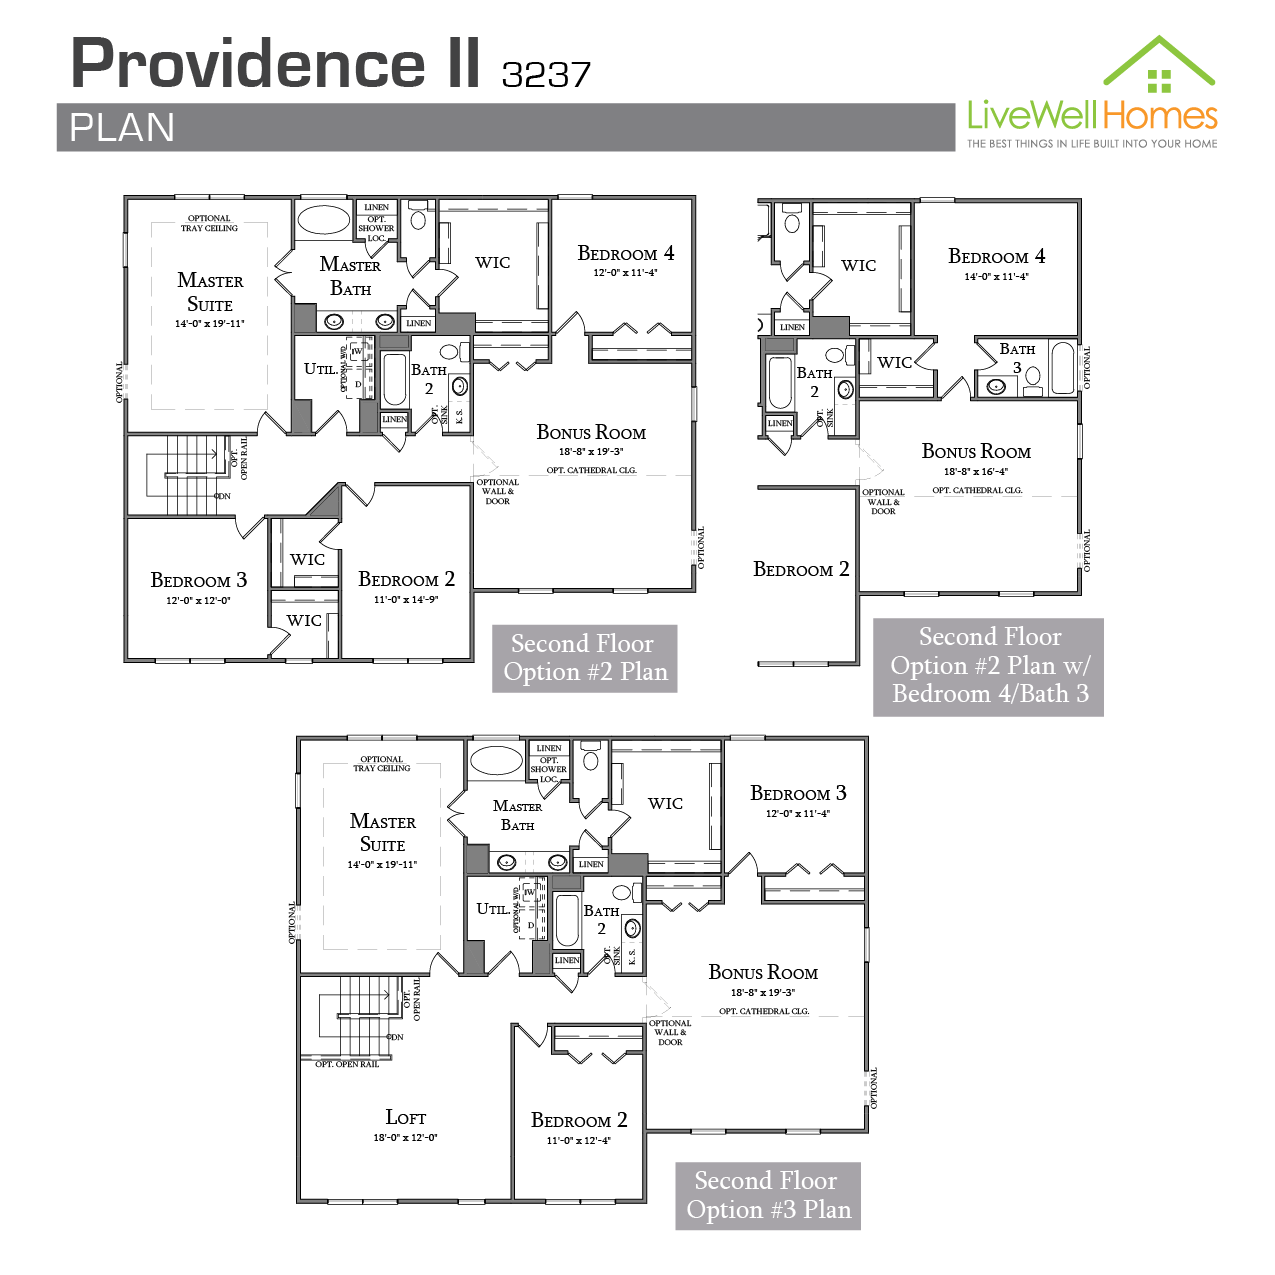 Providence II 3237
PLAN
LiveWell Homes
THE BEST THINGS IN LIFE BUILT INTO YOUR HOME
OPTIONAL
TRAY CEILING
MASTER
SUITE
14'-0" x 19'-11"
OPTIONAL
LINEN
OPT.
SHOWER
LOC.
MASTER
BATH
LINEN
WIC
BEDROOM 4
12'-0" x 11'-4"
UTIL.
OPTIONAL W/D
W
D
BATH
2
LINEN
OPT.
SINK
K. S.
BONUS ROOM
18'-8" x 19'-3"
OPT. CATHEDRAL CLG.
OPTIONAL
WALL &
DOOR
OPTIONAL
OPT.
OPEN RAIL
DN
BEDROOM 3
12'-0" x 12'-0"
WIC
WIC
BEDROOM 2
11'-0" x 14'-9"
Second Floor
Option #2 Plan
WIC
LINEN
BEDROOM 4
14'-0" x 11'-4"
BATH
2
LINEN
OPT.
SINK
WIC
BATH
3
OPTIONAL
BONUS ROOM
18'-8" x 16'-4"
OPT. CATHEDRAL CLG.
OPTIONAL
WALL &
DOOR
OPTIONAL
BEDROOM 2
Second Floor
Option #2 Plan w/
Bedroom 4/Bath 3
OPTIONAL
TRAY CEILING
MASTER
SUITE
14'-0" x 19'-11"
OPTIONAL
LINEN
OPT.
SHOWER
LOC.
MASTER
BATH
LINEN
WIC
BEDROOM 3
12'-0" x 11'-4"
UTIL.
OPTIONAL W/D
W
D
BATH
2
LINEN
OPT.
SINK
K. S.
BONUS ROOM
18'-8" x 19'-3"
OPT. CATHEDRAL CLG.
OPTIONAL
WALL &
DOOR
OPTIONAL
OPT.
OPEN RAIL
DN
OPT. OPEN RAIL
LOFT
18'-0" x 12'-0"
BEDROOM 2
11'-0" x 12'-4"
Second Floor
Option #3 Plan